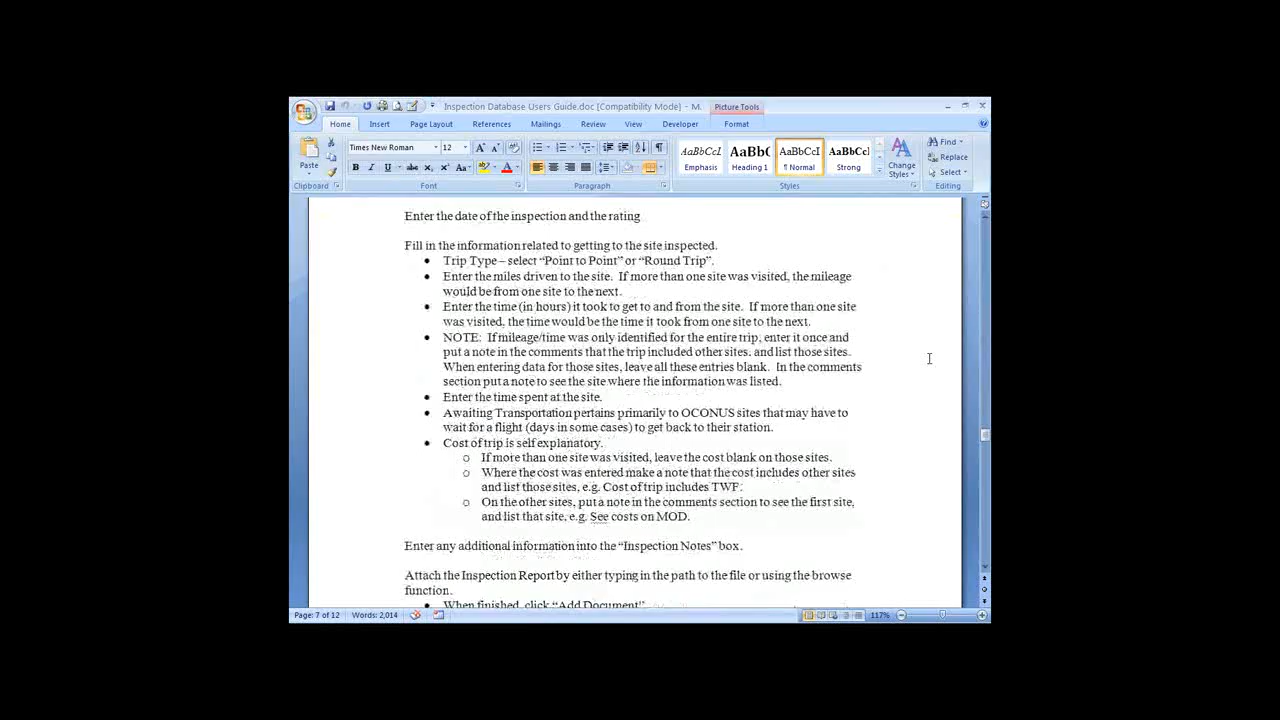 Inspection Database Users Guide.doc [Compatibility Mode] - M.
Picture Tools
Home Insert Page Layout References Mailings Review View Developer Format
Paste
Times New Roman 12
Find
Replace
Select
AaBbCcI AaBbC AaBbCcI AaBbCcI
Emphasis Heading 1 ¶ Normal Strong
Change
Styles
Clipboard Font Paragraph Styles Editing
Enter the date of the inspection and the rating
Fill in the information related to getting to the site inspected.
• Trip Type – select “Point to Point” or “Round Trip”.
• Enter the miles driven to the site. If more than one site was visited, the mileage
would be from one site to the next.
• Enter the time (in hours) it took to get to and from the site. If more than one site
was visited, the time would be the time it took from one site to the next.
• NOTE: If mileage/time was only identified for the entire trip, enter it once and
put a note in the comments that the trip included other sites, and list those sites.
When entering data for those sites, leave all these entries blank. In the comments
section put a note to see the site where the information was listed.
• Enter the time spent at the site.
• Awaiting Transportation pertains primarily to OCONUS sites that may have to
wait for a flight (days in some cases) to get back to their station.
• Cost of trip is self explanatory.
o If more than one site was visited, leave the cost blank on those sites.
o Where the cost was entered make a note that the cost includes other sites
and list those sites, e.g. Cost of trip includes TWF.
o On the other sites, put a note in the comments section to see the first site,
and list that site, e.g. See costs on MOD.
Enter any additional information into the “Inspection Notes” box.
Attach the Inspection Report by either typing in the path to the file or using the browse
function.
• When finished, click “Add Document”
Page: 7 of 12 Words: 2,014 117%